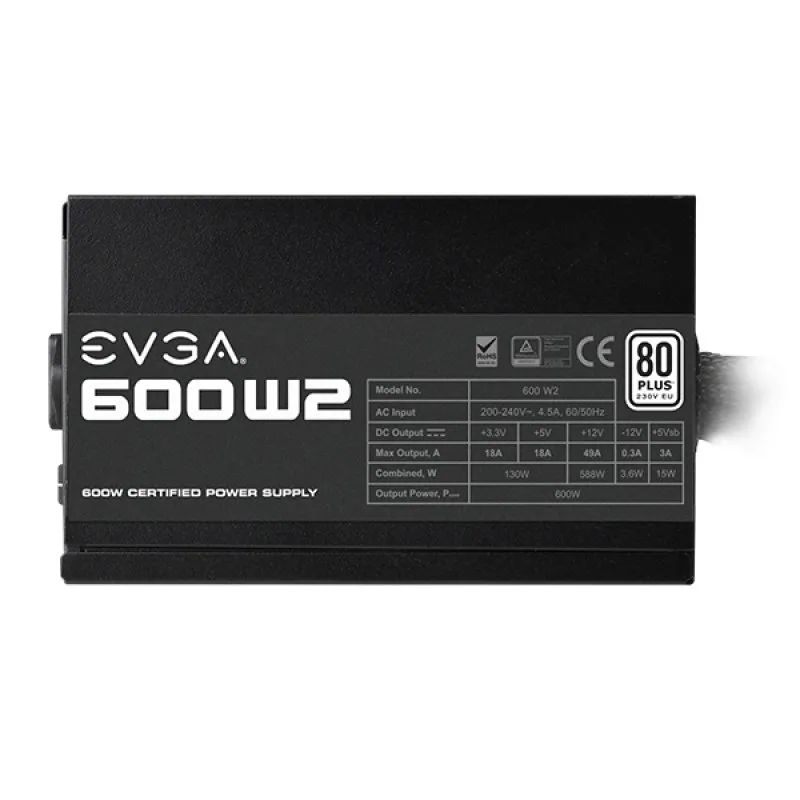 EVGA®
600 W2
600W CERTIFIED POWER SUPPLY
RoHS
CE
80
PLUS®
230V EU
Model No. 600 W2
AC Input 200-240V~, 4.5A, 60/50Hz
DC Output +3.3V +5V +12V -12V +5Vsb
Max Output, A 18A 18A 49A 0.3A 3A
Combined, W 130W 588W 3.6W 15W
Output Power, P 600W